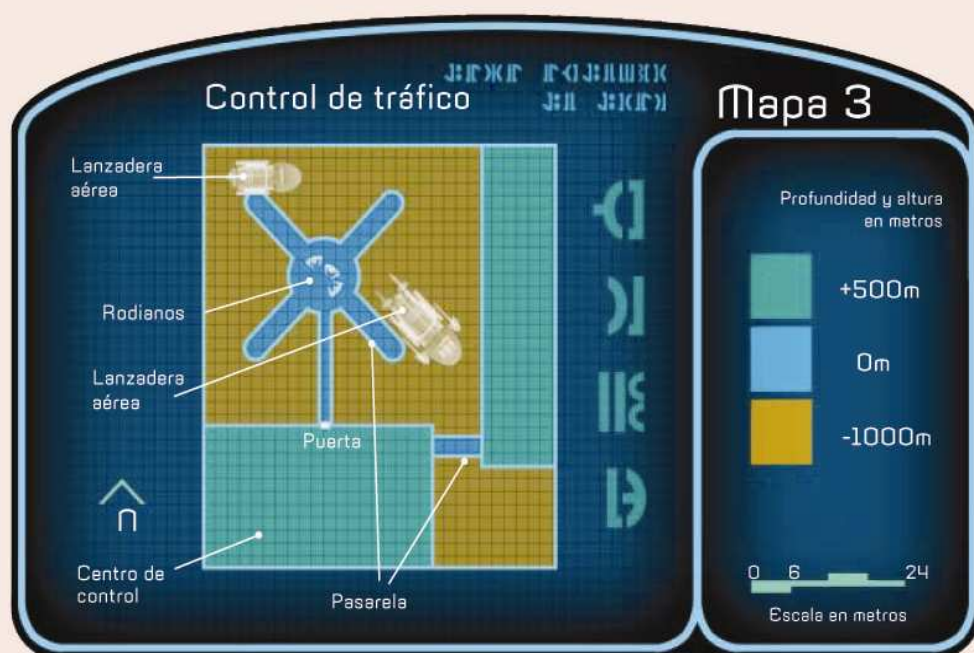 Control de tráfico
Mapa 3
Lanzadera
aérea
Rodianos
Lanzadera
aérea
Puerta
n
Centro de
control
Pasarela
Profundidad y altura
en metros
+500m
0m
-1000m
0 6 24
Escala en metros